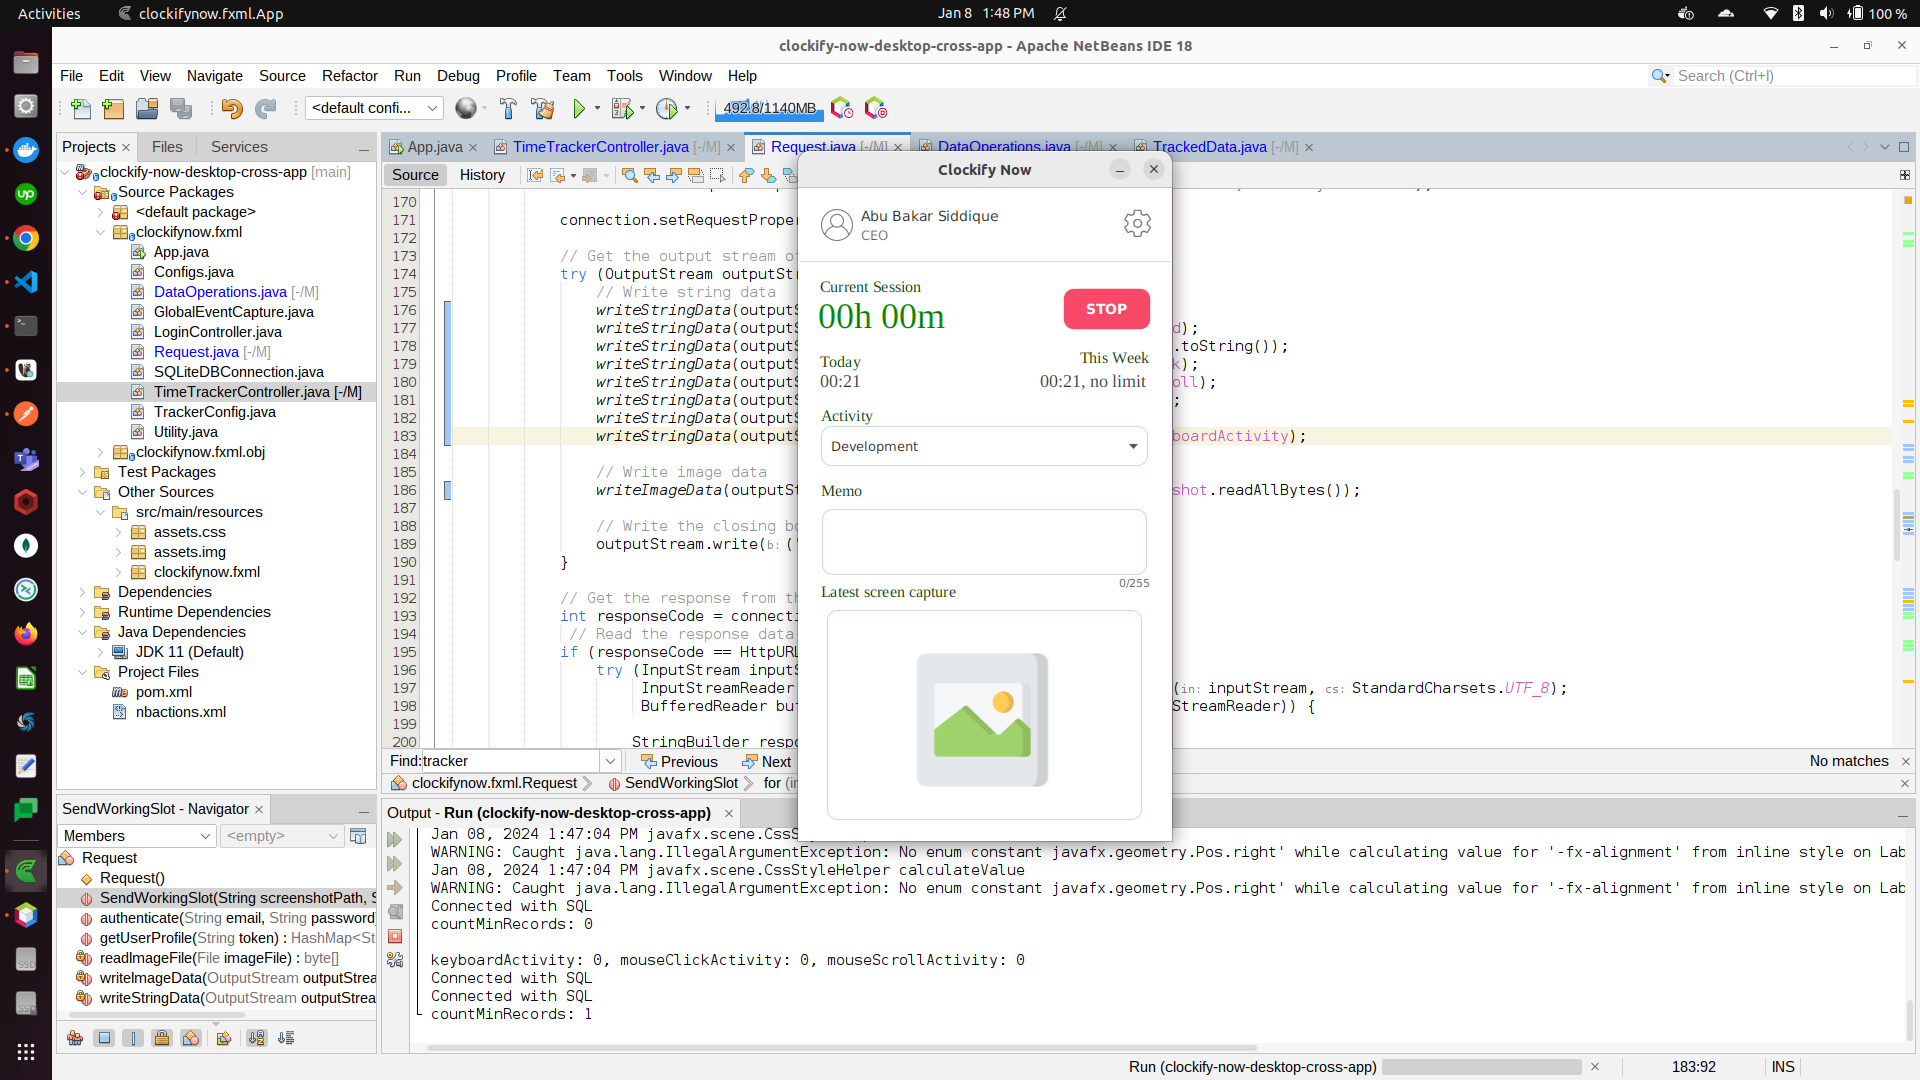 Activities
clockifynow.fxml.App
Jan 8 1:48 PM
100 %
clockify-now-desktop-cross-app - Apache NetBeans IDE 18
File Edit View Navigate Source Refactor Run Debug Profile Team Tools Window Help
Search (Ctrl+I)
<default confi...
492.8/1140MB
Projects
Files
Services
clockify-now-desktop-cross-app [main]
Source Packages
<default package>
clockifynow.fxml
App.java
Configs.java
DataOperations.java [-/M]
GlobalEventCapture.java
LoginController.java
Request.java [-/M]
SQLiteDBConnection.java
TimeTrackerController.java [-/M]
TrackerConfig.java
Utility.java
clockifynow.fxml.obj
Test Packages
Other Sources
src/main/resources
assets.css
assets.img
clockifynow.fxml
Dependencies
Runtime Dependencies
Java Dependencies
JDK 11 (Default)
Project Files
pom.xml
nbactions.xml
SendWorkingSlot - Navigator
Members
<empty>
Request
Request()
SendWorkingSlot(String screenshotPath, S
authenticate(String email, String password
getUserProfile(String token) : HashMap<St
readImageFile(File imageFile) : byte[]
writeImageData(OutputStream outputStrea
writeStringData(OutputStream outputStrea
App.java
TimeTrackerController.java [-/M]
Request.java [-/M]
DataOperations.java [-/M]
TrackedData.java [-/M]
Source
History
170
171 connection.setRequestProper
172
173 // Get the output stream o
174 try (OutputStream outputStr
175 // Write string data
176 writeStringData(outputS
177 writeStringData(outputS d);
178 writeStringData(outputS .toString());
179 writeStringData(outputS k);
180 writeStringData(outputS oll);
181 writeStringData(outputS ;
182 writeStringData(outputS
183 writeStringData(outputS boardActivity);
184
185 // Write image data
186 writeImageData(outputSt shot.readAllBytes());
187
188 // Write the closing bo
189 outputStream.write(b: ('
190 }
191
192 // Get the response from th
193 int responseCode = connecti
194 // Read the response data
195 if (responseCode == HttpURL
196 try (InputStream inputS
197 InputStreamReader (in: inputStream, cs: StandardCharsets.UTF_8);
198 BufferedReader buf StreamReader)) {
199
200 StringBuilder respo
Find: tracker
Previous
Next
No matches
clockifynow.fxml.Request
SendWorkingSlot
for (in
Output - Run (clockify-now-desktop-cross-app)
Jan 08, 2024 1:47:04 PM javafx.scene.CssS
WARNING: Caught java.lang.IllegalArgumentException: No enum constant javafx.geometry.Pos.right' while calculating value for '-fx-alignment' from inline style on Lab
Jan 08, 2024 1:47:04 PM javafx.scene.CssStyleHelper calculateValue
WARNING: Caught java.lang.IllegalArgumentException: No enum constant javafx.geometry.Pos.right' while calculating value for '-fx-alignment' from inline style on Lab
Connected with SQL
countMinRecords: 0
keyboardActivity: 0, mouseClickActivity: 0, mouseScrollActivity: 0
Connected with SQL
Connected with SQL
countMinRecords: 1
Run (clockify-now-desktop-cross-app)
183:92
INS
Clockify Now
Abu Bakar Siddique
CEO
Current Session
00h 00m
STOP
Today
00:21
This Week
00:21, no limit
Activity
Development
Memo
0/255
Latest screen capture
up
SSD
SSD